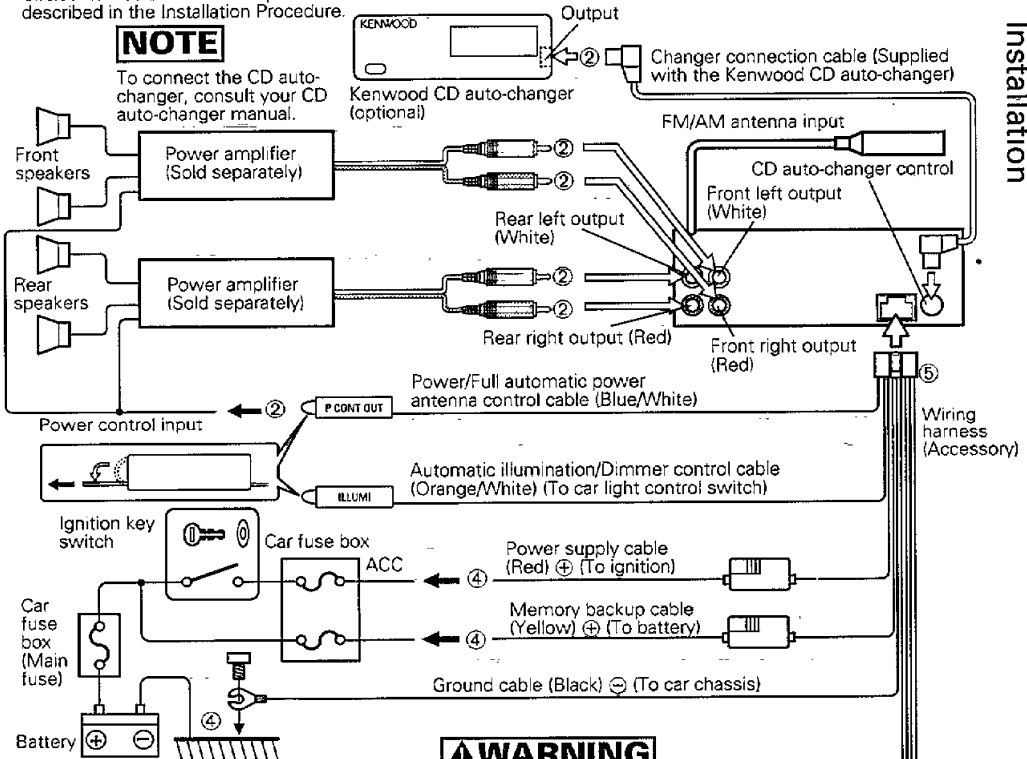 described in the Installation Procedure.
NOTE
To connect the CD auto-
changer, consult your CD
auto-changer manual.
KENWOOD
Output
②
Kenwood CD auto-changer
(optional)
Changer connection cable (Supplied
with the Kenwood CD auto-changer)
Installation
FM/AM antenna input
CD auto-changer control
Front left output
(White)
Front
speakers
Power amplifier
(Sold separately)
②
②
Rear left output
(White)
Rear
speakers
Power amplifier
(Sold separately)
②
②
Rear right output (Red)
Front right output
(Red)
⑤
Wiring
harness
(Accessory)
Power/Full automatic power
antenna control cable (Blue/White)
②
P CONT OUT
Power control input
Automatic illumination/Dimmer control cable
(Orange/White) (To car light control switch)
ILLUMI
Ignition key
switch
Car fuse box
ACC
④
Power supply cable
(Red) ⊕ (To ignition)
Car
fuse
box
(Main
fuse)
④
Memory backup cable
(Yellow) ⊕ (To battery)
Ground cable (Black) ⊖ (To car chassis)
④
Battery
⊕ ⊖
⚠WARNING